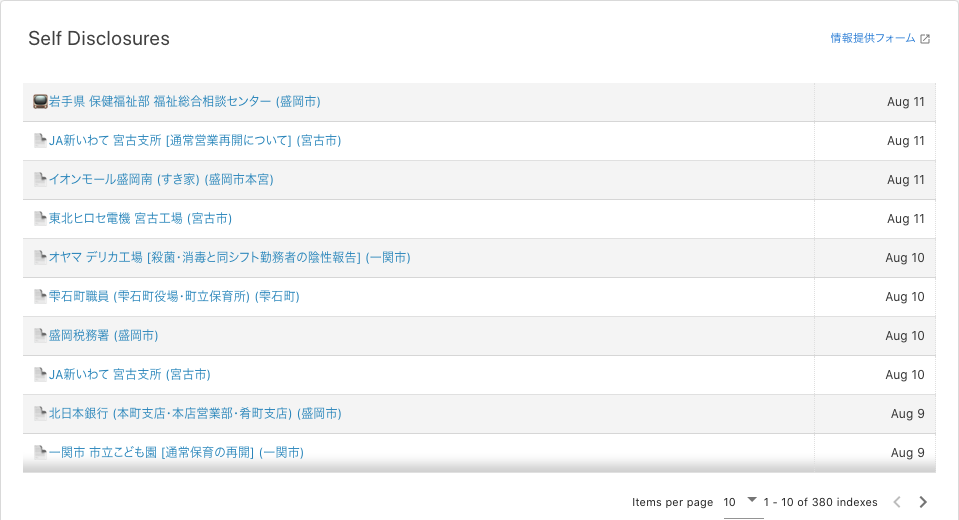 Self Disclosures
情報提供フォーム
岩手県 保健福祉部 福祉総合相談センター (盛岡市) Aug 11
JA新いわて 宮古支所 [通常営業再開について] (宮古市) Aug 11
イオンモール盛岡南 (すき家) (盛岡市本宮) Aug 11
東北ヒロセ電機 宮古工場 (宮古市) Aug 11
オヤマ デリカ工場 [殺菌・消毒と同シフト勤務者の陰性報告] (一関市) Aug 10
雫石町職員 (雫石町役場・町立保育所) (雫石町) Aug 10
盛岡税務署 (盛岡市) Aug 10
JA新いわて 宮古支所 (宮古市) Aug 10
北日本銀行 (本町支店・本店営業部・肴町支店) (盛岡市) Aug 9
一関市 市立こども園 [通常保育の再開] (一関市) Aug 9
Items per page 10 1 - 10 of 380 indexes